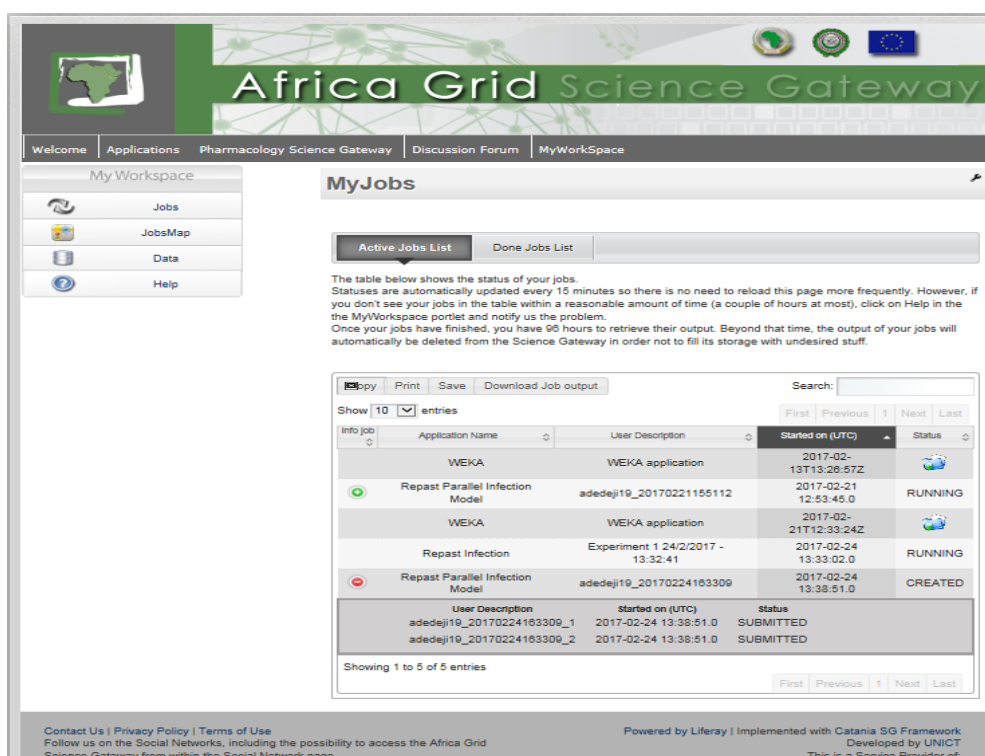 Africa Grid Science Gateway
Welcome Applications Pharmacology Science Gateway Discussion Forum MyWorkSpace
My Workspace
Jobs
JobsMap
Data
Help
MyJobs
Active Jobs List Done Jobs List
The table below shows the status of your jobs.
Statuses are automatically updated every 15 minutes so there is no need to reload this page more frequently. However, if
you don't see your jobs in the table within a reasonable amount of time (a couple of hours at most), click on Help in the
the MyWorkspace portlet and notify us the problem.
Once your jobs have finished, you have 96 hours to retrieve their output. Beyond that time, the output of your jobs will
automatically be deleted from the Science Gateway in order not to fill its storage with undesired stuff.
Print Save Download Job output Search:
Show 10 entries First Previous 1 Next Last
Info job Application Name User Description Started on (UTC) Status
WEKA WEKA application 2017-02-
13T13:26:57Z
Repast Parallel Infection
Model adedeji19_20170221155112 2017-02-21
12:53:45.0 RUNNING
WEKA WEKA application 2017-02-
21T12:33:24Z
Repast Infection Experiment 1 24/2/2017 -
13:32:41 2017-02-24
13:33:02.0 RUNNING
Repast Parallel Infection
Model adedeji19_20170224163309 2017-02-24
13:38:51.0 CREATED
User Description Started on (UTC) Status
adedeji19_20170224163309_1 2017-02-24 13:38:51.0 SUBMITTED
adedeji19_20170224163309_2 2017-02-24 13:38:51.0 SUBMITTED
Showing 1 to 5 of 5 entries
First Previous 1 Next Last
Contact Us | Privacy Policy | Terms of Use
Follow us on the Social Networks, including the possibility to access the Africa Grid
Science Gateway from within the Social Network page.
Powered by Liferay | Implemented with Catania SG Framework
Developed by UNICT
This is a Service Provider of: